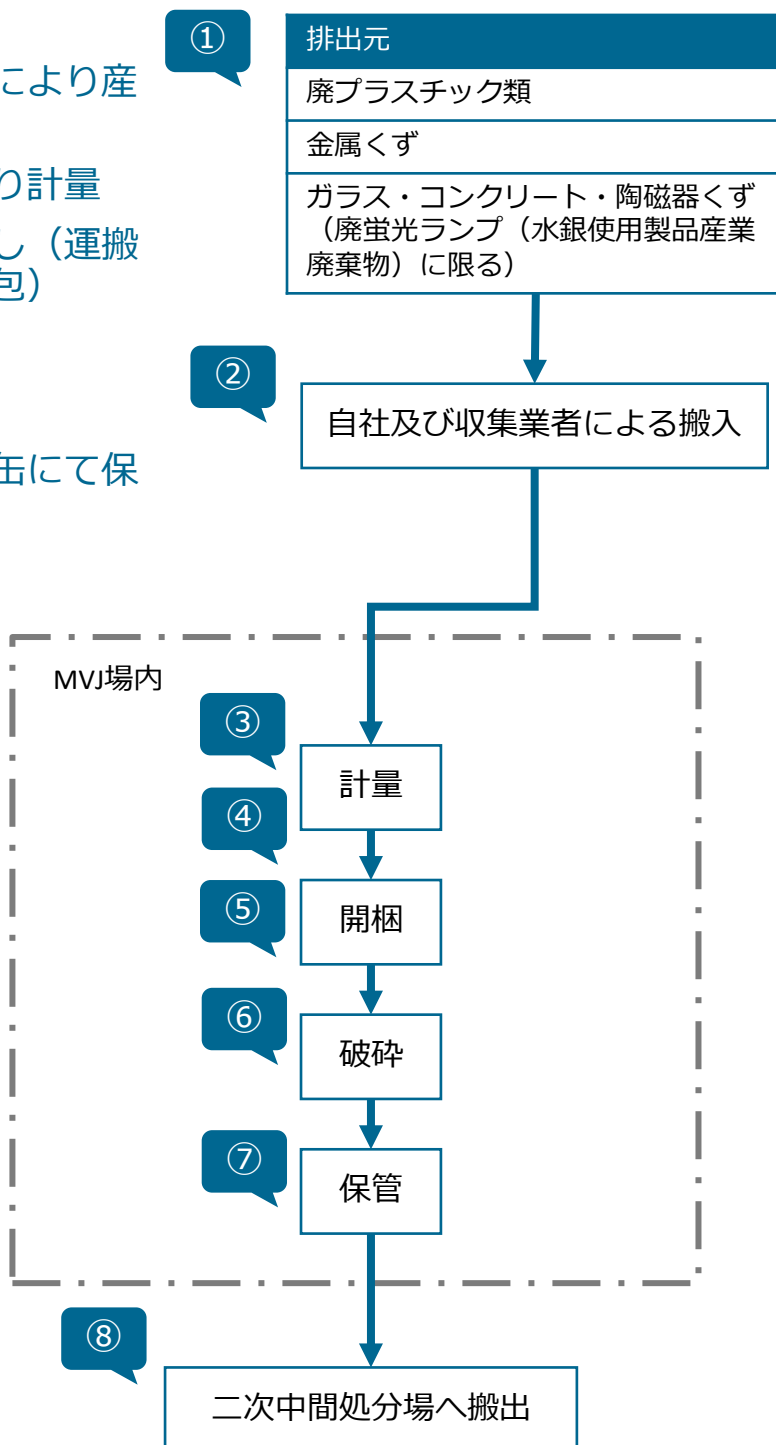 により産
り計量
し（運搬
包）
缶にて保
①
排出元
廃プラスチック類
金属くず
ガラス・コンクリート・陶磁器くず
（廃蛍光ランプ（水銀使用製品産業
廃棄物）に限る）
②
自社及び収集業者による搬入
MVJ場内
③
計量
④
⑤
開梱
⑥
破砕
⑦
保管
⑧
二次中間処分場へ搬出